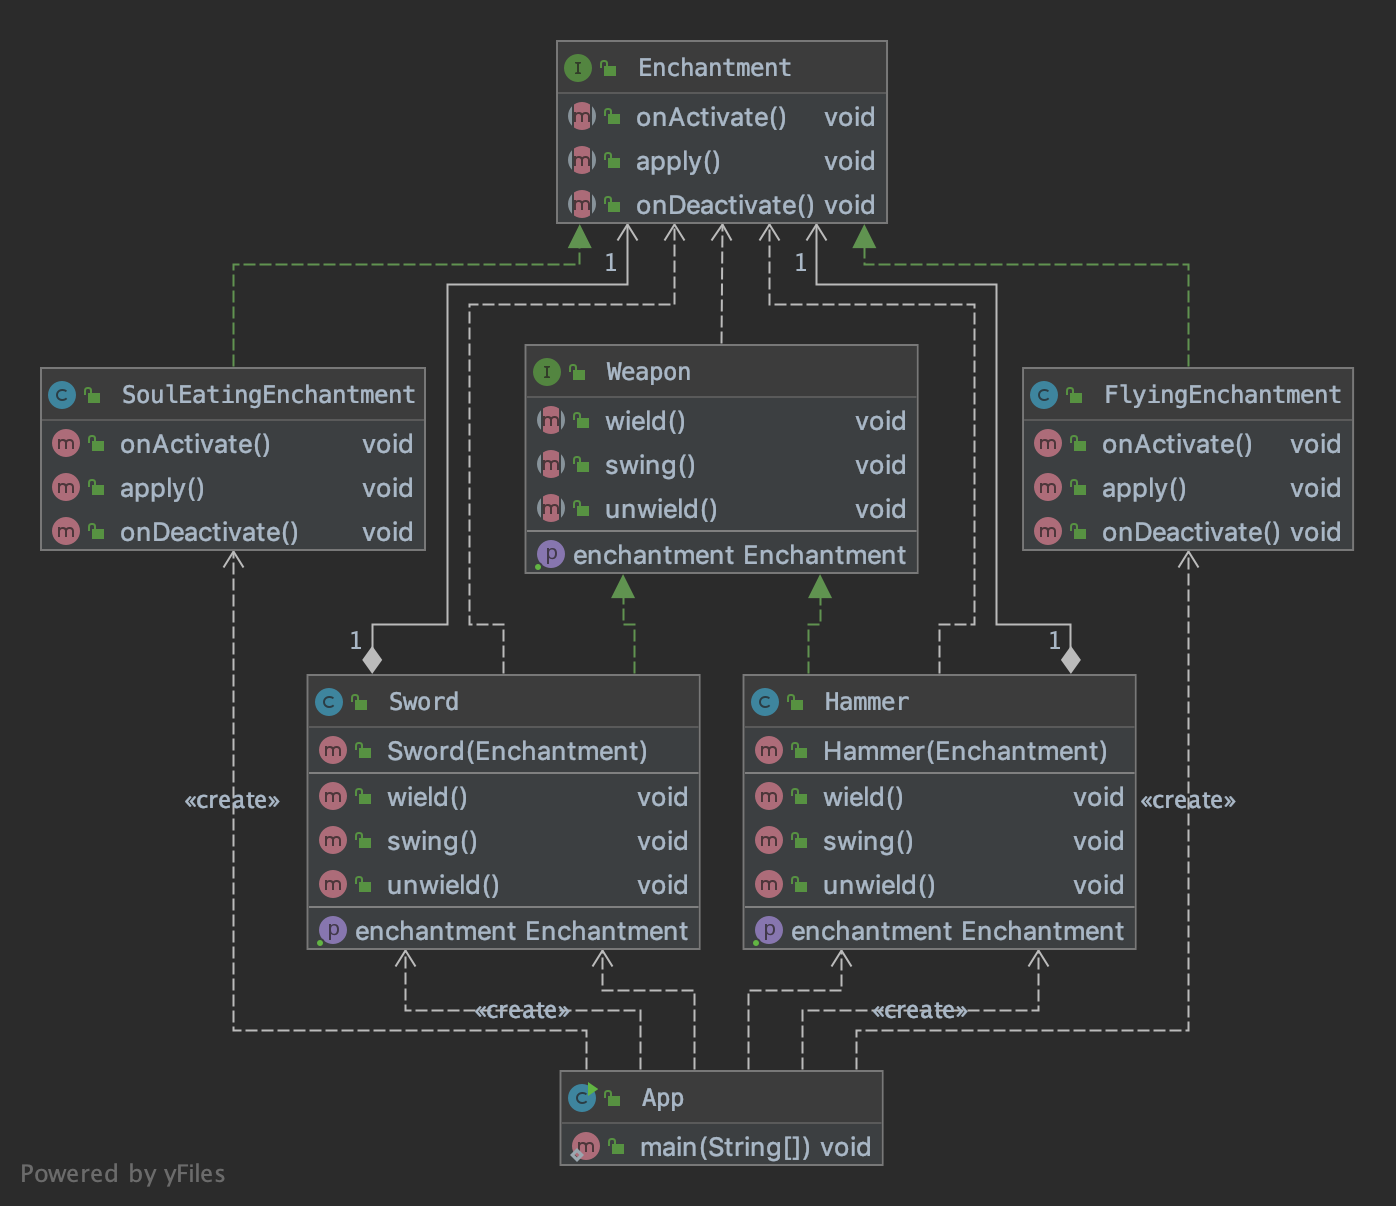 Enchantment
onActivate() void
apply() void
onDeactivate() void
1 1
SoulEatingEnchantment
onActivate() void
apply() void
onDeactivate() void
Weapon
wield() void
swing() void
unwield() void
enchantment Enchantment
FlyingEnchantment
onActivate() void
apply() void
onDeactivate() void
1 1
Sword
Sword(Enchantment)
wield() void
swing() void
unwield() void
enchantment Enchantment
Hammer
Hammer(Enchantment)
wield() void
swing() void
unwield() void
enchantment Enchantment
«create» «create»
«create» «create»
App
main(String[]) void
Powered by yFiles